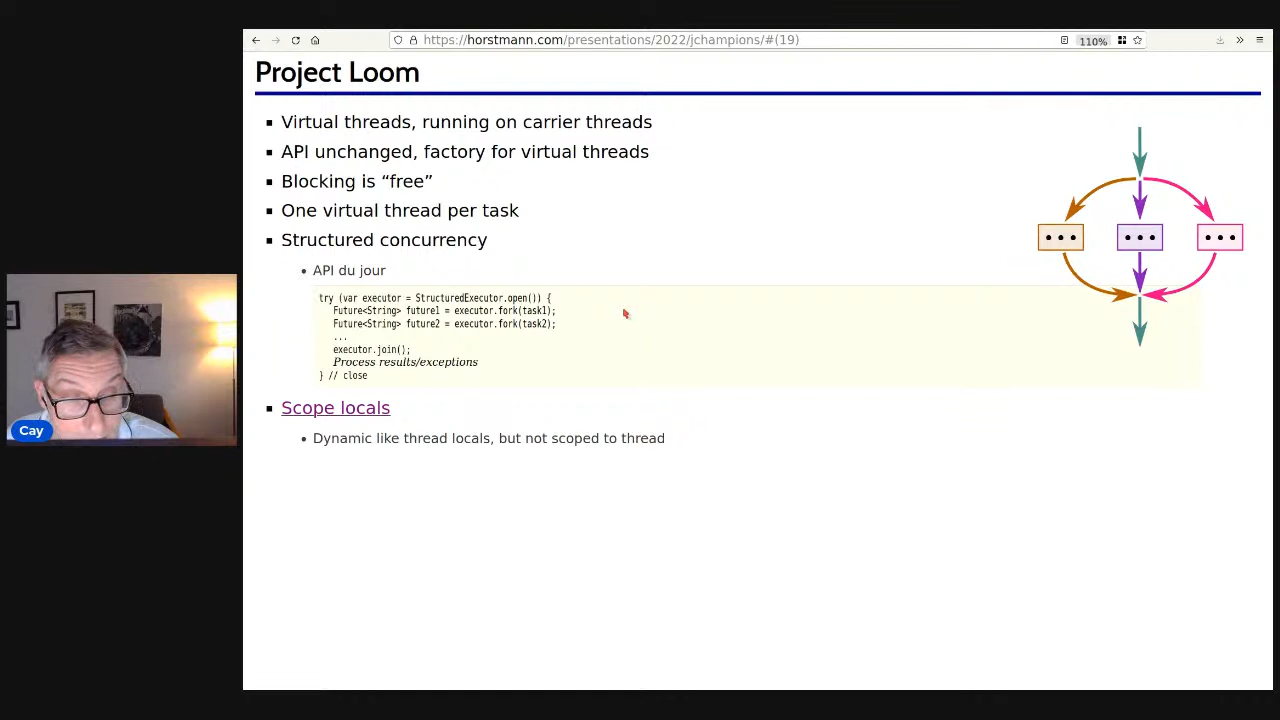 https://horstmann.com/presentations/2022/jchampions/#(19)
110%
Project Loom
Virtual threads, running on carrier threads
API unchanged, factory for virtual threads
Blocking is “free”
One virtual thread per task
Structured concurrency
API du jour
try (var executor = StructuredExecutor.open()) {
Future<String> future1 = executor.fork(task1);
Future<String> future2 = executor.fork(task2);
...
executor.join();
Process results/exceptions
} // close
Scope locals
Dynamic like thread locals, but not scoped to thread
Cay